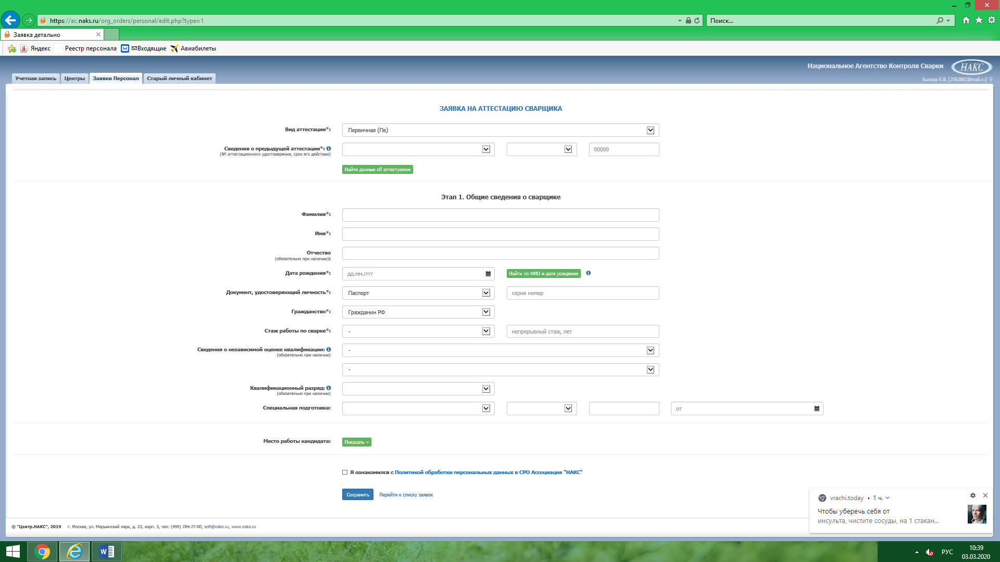 https://ac.naks.ru/org_orders/personal/edit.php?type=1
Поиск...
Заявка детально
Яндекс
Реестр персонала
Входящие
Авиабилеты
Национальное Агентство Контроля Сварки
НАКС
Быкова Е.В. [2563882@mail.ru]
Учетная запись
Центры
Заявки Персонал
Старый личный кабинет
ЗАЯВКА НА АТТЕСТАЦИЮ СВАРЩИКА
Вид аттестации*:
Первичная (Пв)
Сведения о предыдущей аттестации*:
(№ аттестационного удостоверения, срок его действия)
00000
Найти данные об аттестуемом
Этап 1. Общие сведения о сварщике
Фамилия*:
Имя*:
Отчество
(обязательно при наличии):
Дата рождения*:
дд.мм.гггг
Найти по ФИО и дате рождения
Документ, удостоверяющий личность*:
Паспорт
серия номер
Гражданство*:
Гражданин РФ
Стаж работы по сварке*:
-
непрерывный стаж, лет
Сведения о независимой оценке квалификации:
(обязательно при наличии)
-
-
Квалификационный разряд:
(обязательно при наличии)
Специальная подготовка:
от
Место работы кандидата:
Показать
Я ознакомился с Политикой обработки персональных данных в СРО Ассоциация "НАКС"
Сохранить
Перейти к списку заявок
vrachi.today • 1 ч.
Чтобы уберечь себя от
инсульта, чистите сосуды, на 1 стакан...
© "Центр.НАКС", 2019 г. Москва, ул. Марьинский парк, д. 23, корп. 3, тел: (499) 784-77-00, soft@naks.ru, www.naks.ru
РУС
10:39
03.03.2020